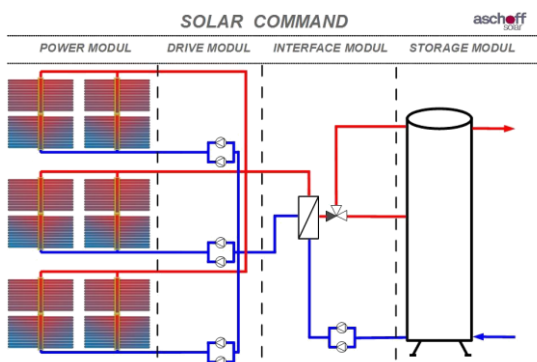 SOLAR COMMAND
aschoff
solar
POWER MODUL
DRIVE MODUL
INTERFACE MODUL
STORAGE MODUL